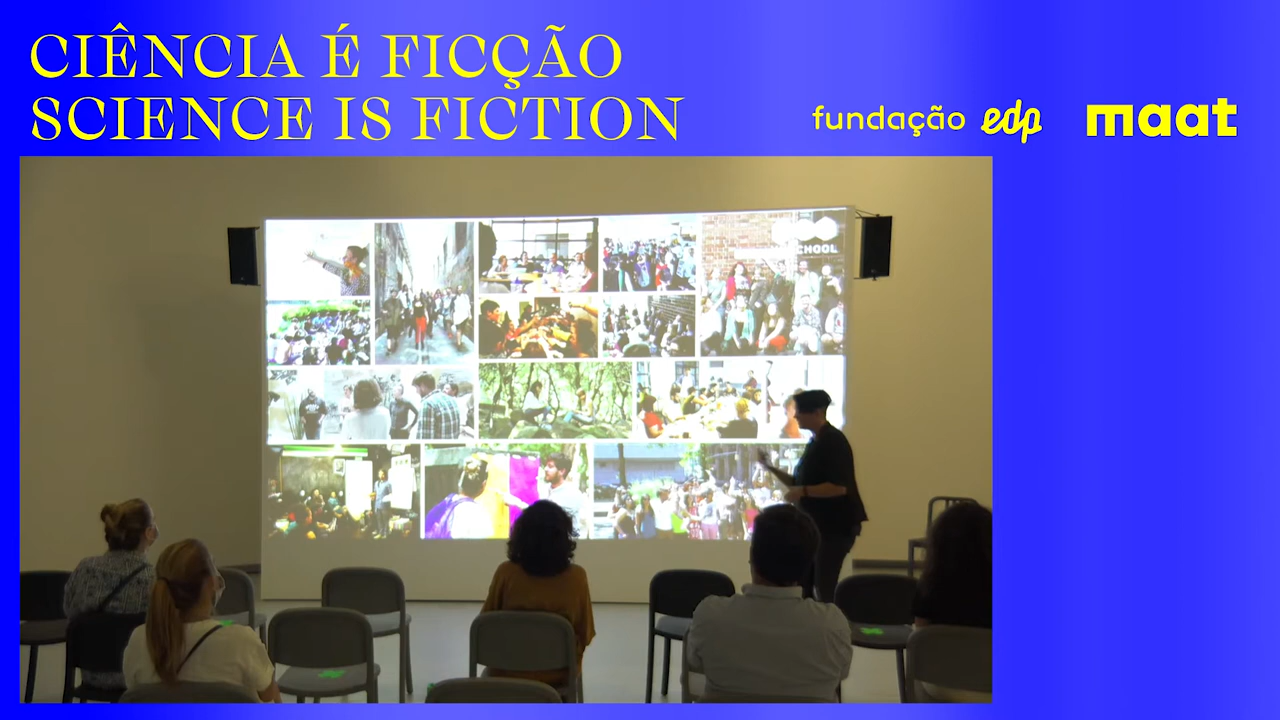 CIÊNCIA É FICÇÃO
SCIENCE IS FICTION
fundação edp maat
SCHOOL